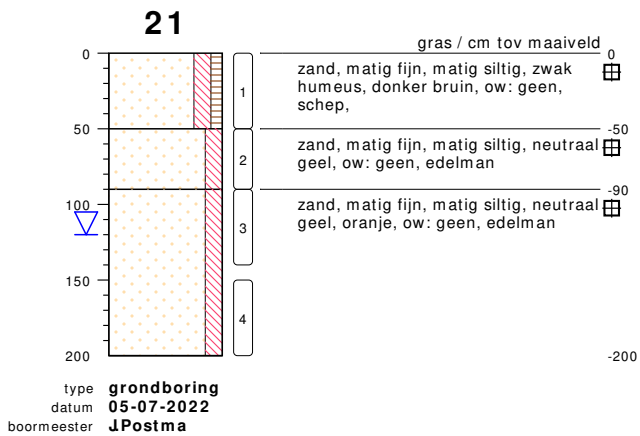 21
gras / cm tov maaiveld
0
0
zand, matig fijn, matig siltig, zwak
humeus, donker bruin, ow: geen,
schep,
1
50
-50
zand, matig fijn, matig siltig, neutraal
geel, ow: geen, edelman
2
-90
zand, matig fijn, matig siltig, neutraal
geel, oranje, ow: geen, edelman
100
3
150
4
200
-200
type grondboring
datum 05-07-2022
boormeester J.Postma